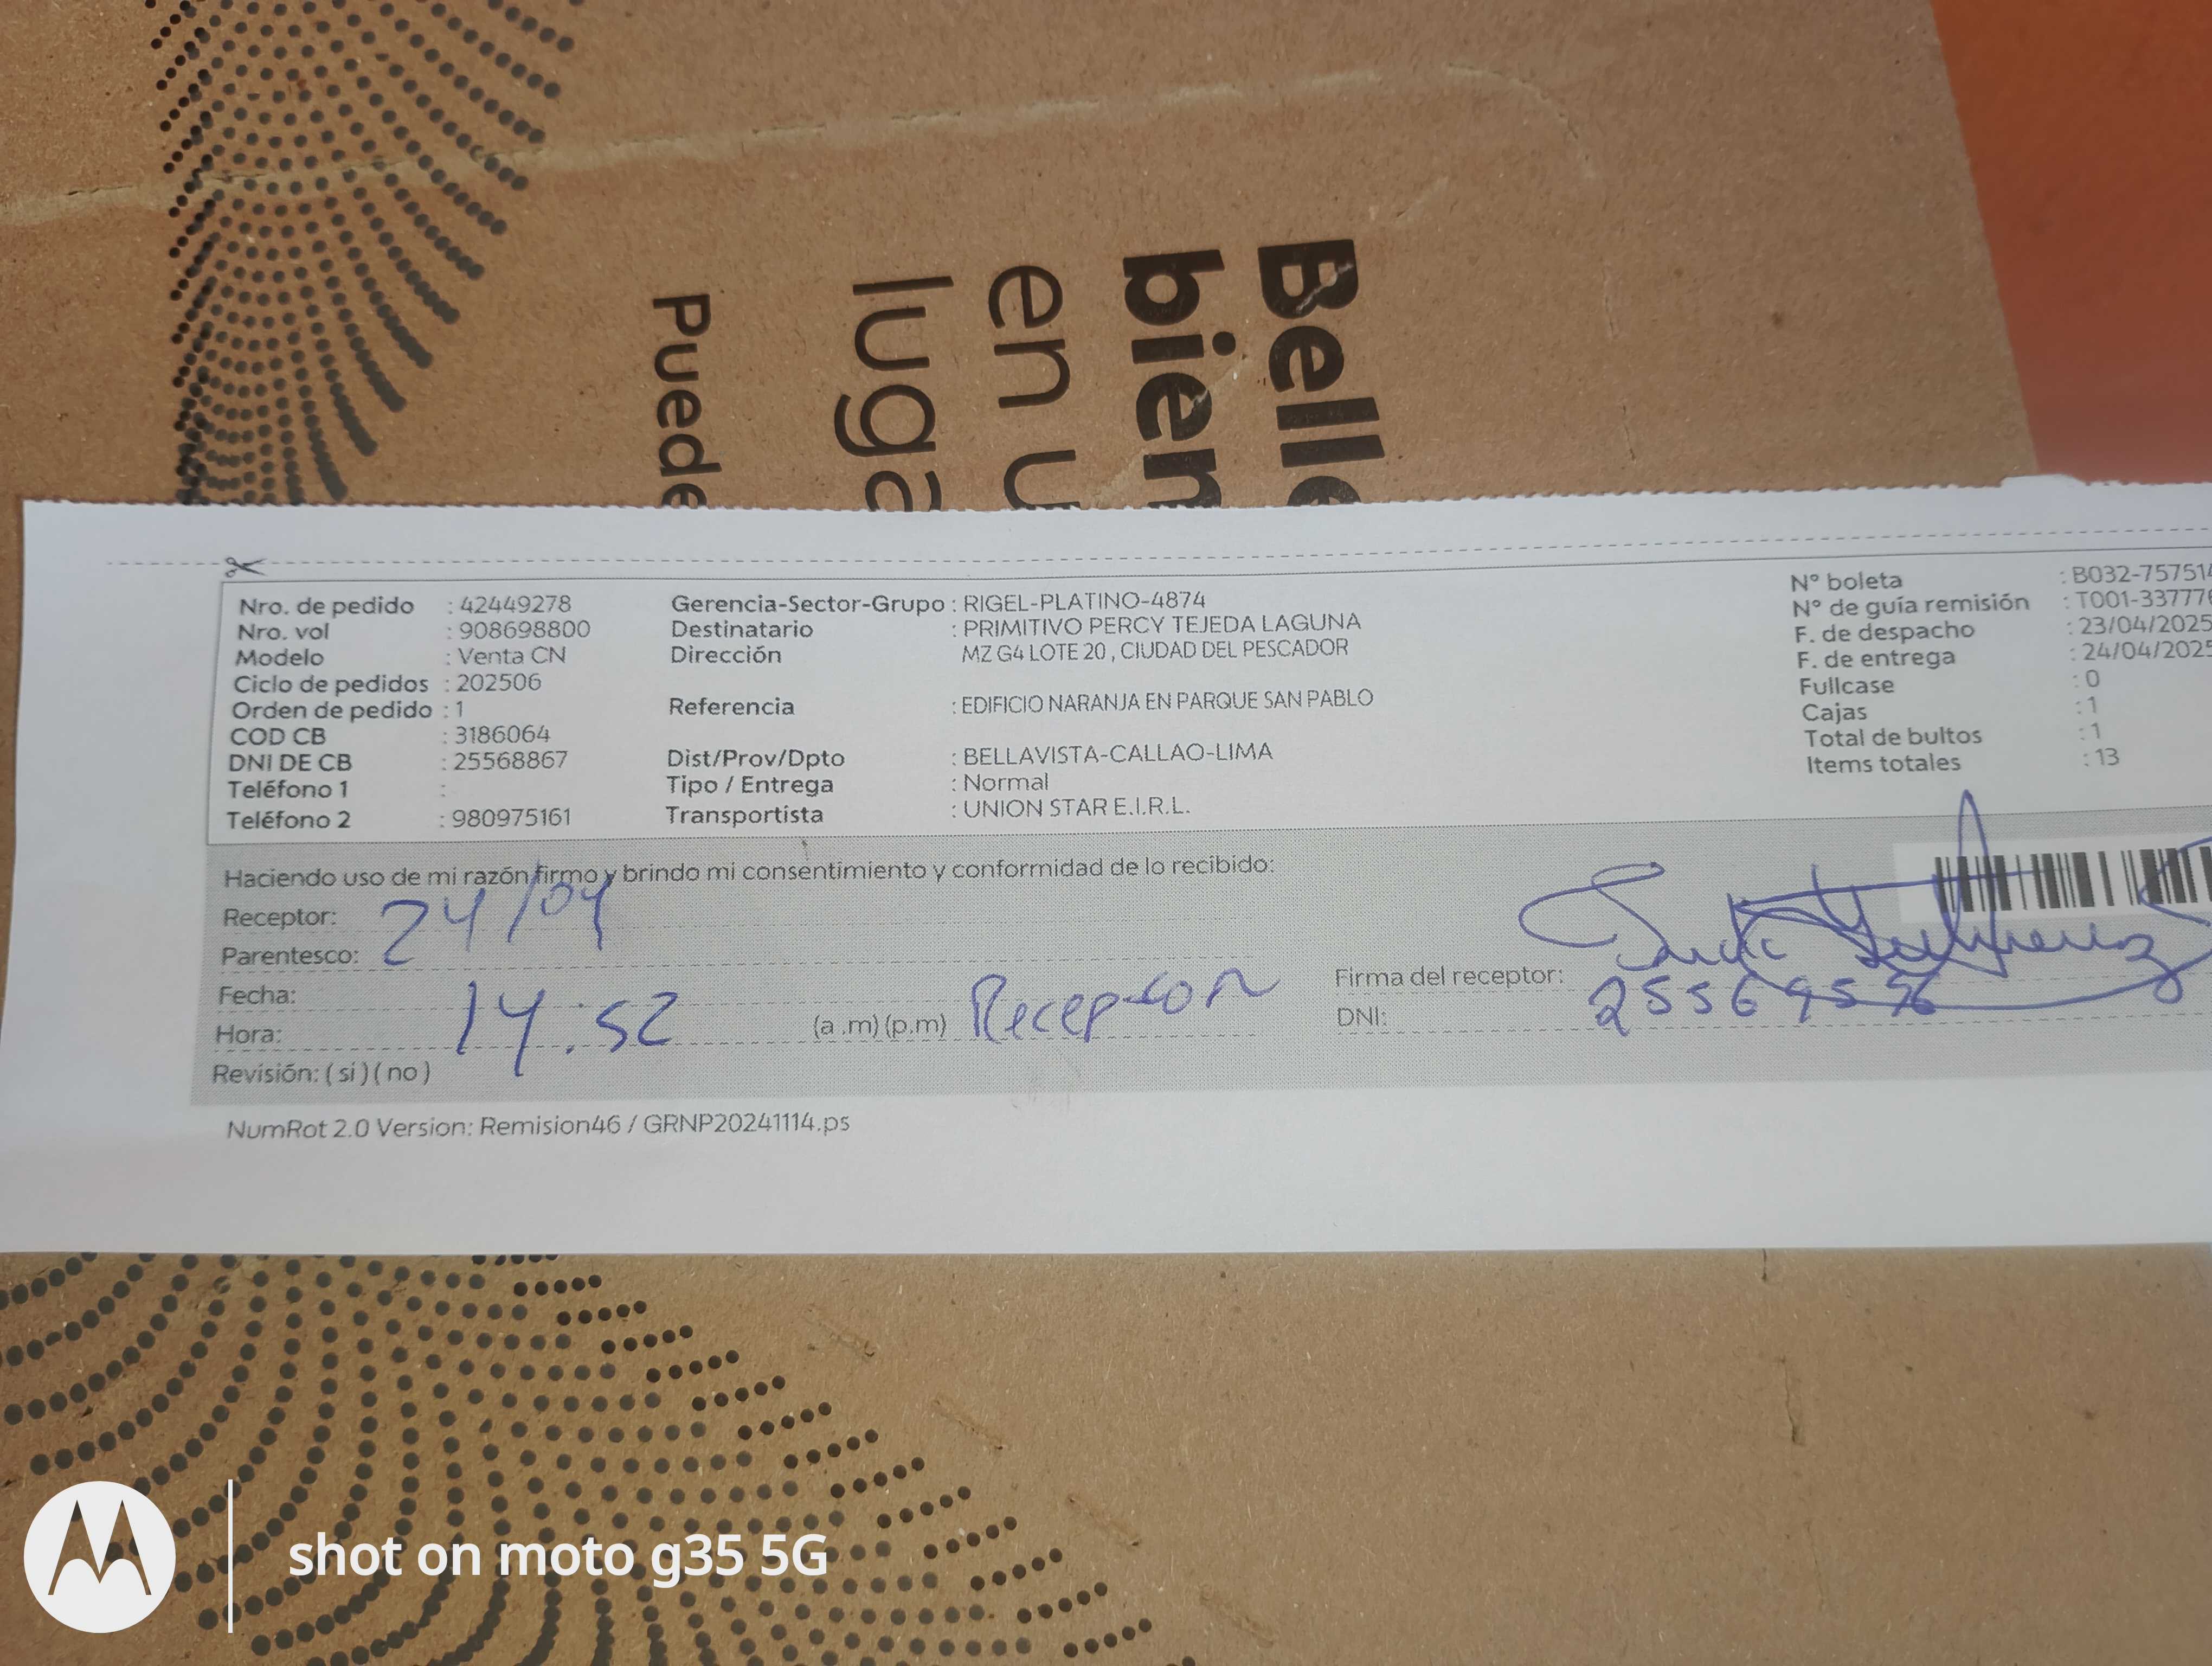 Belle
bien
en u
luga
Puede
Nro. de pedido : 42449278
Nro. vol : 908698800
Modelo : Venta CN
Ciclo de pedidos : 202506
Orden de pedido : 1
COD CB : 3186064
DNI DE CB : 25568867
Teléfono 1 :
Teléfono 2 : 980975161
Gerencia-Sector-Grupo : RIGEL-PLATINO-4874
Destinatario : PRIMITIVO PERCY TEJEDA LAGUNA
Dirección MZ G4 LOTE 20 , CIUDAD DEL PESCADOR
Referencia : EDIFICIO NARANJA EN PARQUE SAN PABLO
Dist/Prov/Dpto : BELLAVISTA-CALLAO-LIMA
Tipo / Entrega : Normal
Transportista : UNION STAR E.I.R.L.
N° boleta : B032-757514
N° de guía remisión : T001-337776
F. de despacho : 23/04/2025
F. de entrega : 24/04/2025
Fullcase : 0
Cajas : 1
Total de bultos : 1
Items totales : 13
Haciendo uso de mi razón firmo y brindo mi consentimiento y conformidad de lo recibido:
Receptor: 24/04
Parentesco:
Fecha:
Hora: 14:52 (a .m) (p.m) Recepcion
Revisión: ( si ) ( no )
Firma del receptor:
DNI:
NumRot 2.0 Version: Remision46 / GRNP20241114.ps
shot on moto g35 5G